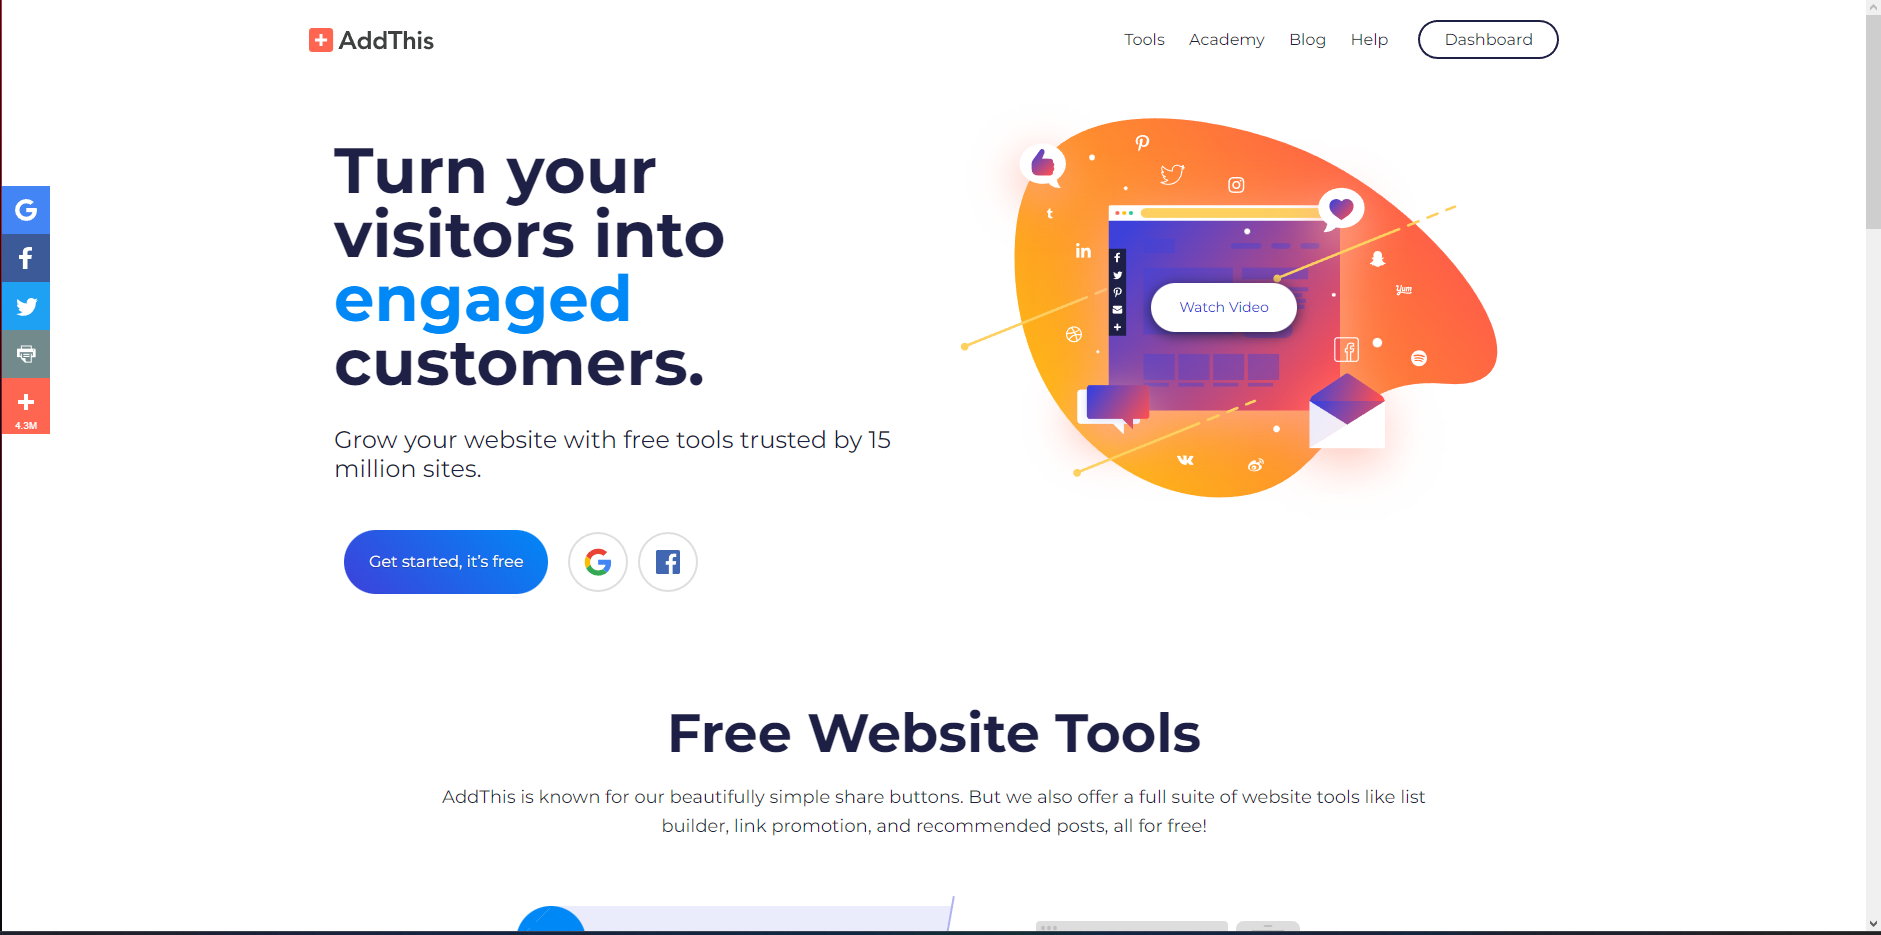 AddThis
Tools Academy Blog Help Dashboard
Turn your
visitors into
engaged
customers.
Grow your website with free tools trusted by 15
million sites.
Get started, it's free
Watch Video
Yum
4.3M
Free Website Tools
AddThis is known for our beautifully simple share buttons. But we also offer a full suite of website tools like list
builder, link promotion, and recommended posts, all for free!